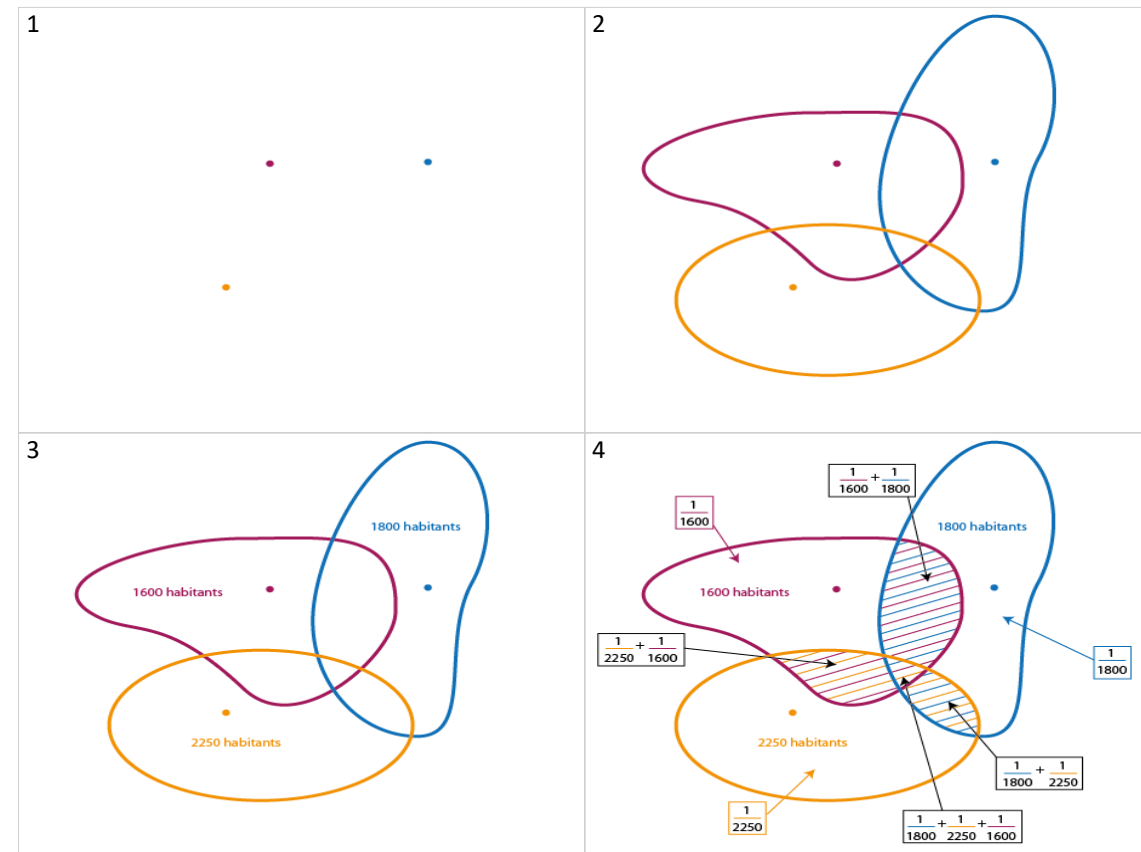 1
2
3
1800 habitants
1600 habitants
2250 habitants
4
1/1600 + 1/1800
1/1600
1800 habitants
1600 habitants
1/2250 + 1/1600
1/1800
2250 habitants
1/1800 + 1/2250
1/2250
1/1800 + 1/2250 + 1/1600